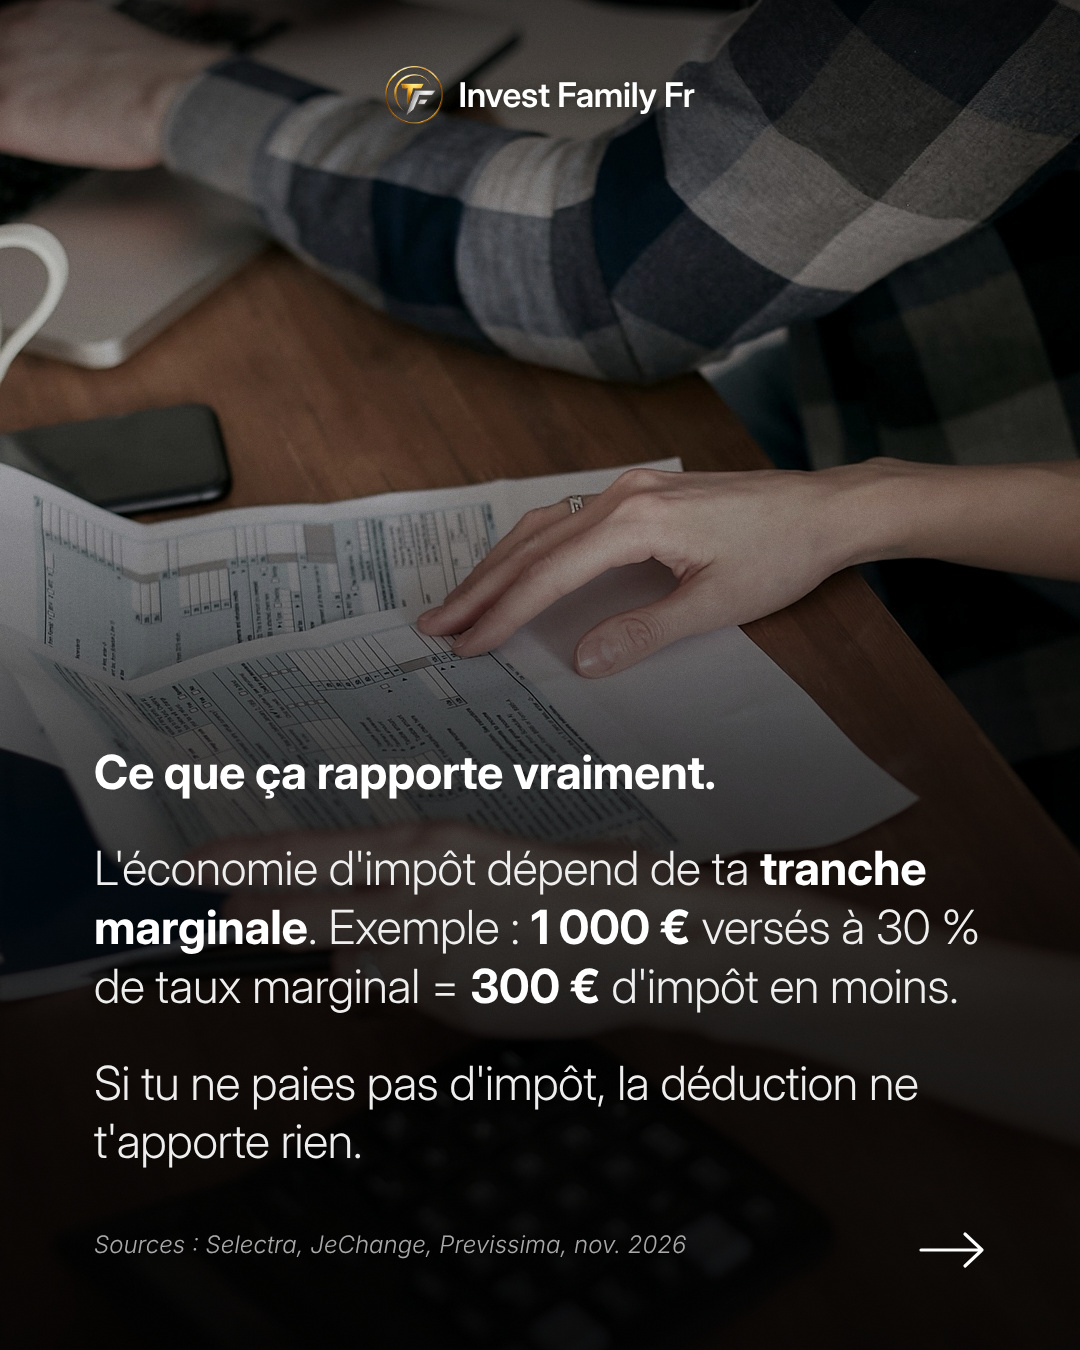 Invest Family Fr
Ce que ça rapporte vraiment.
L'économie d'impôt dépend de ta tranche
marginale. Exemple : 1 000 € versés à 30 %
de taux marginal = 300 € d'impôt en moins.
Si tu ne paies pas d'impôt, la déduction ne
t'apporte rien.
Sources : Selectra, JeChange, Previssima, nov. 2026